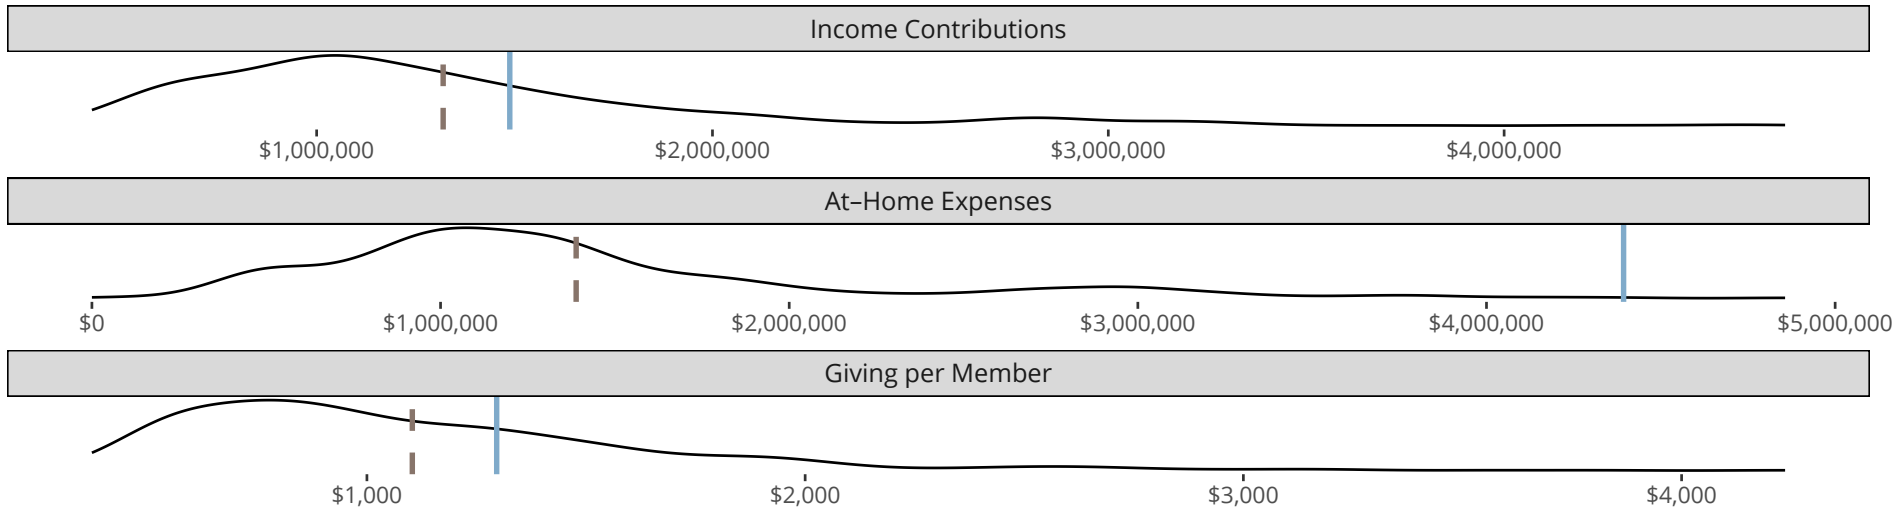 Income Contributions
$1,000,000 $2,000,000 $3,000,000 $4,000,000
At–Home Expenses
$0 $1,000,000 $2,000,000 $3,000,000 $4,000,000 $5,000,000
Giving per Member
$1,000 $2,000 $3,000 $4,000